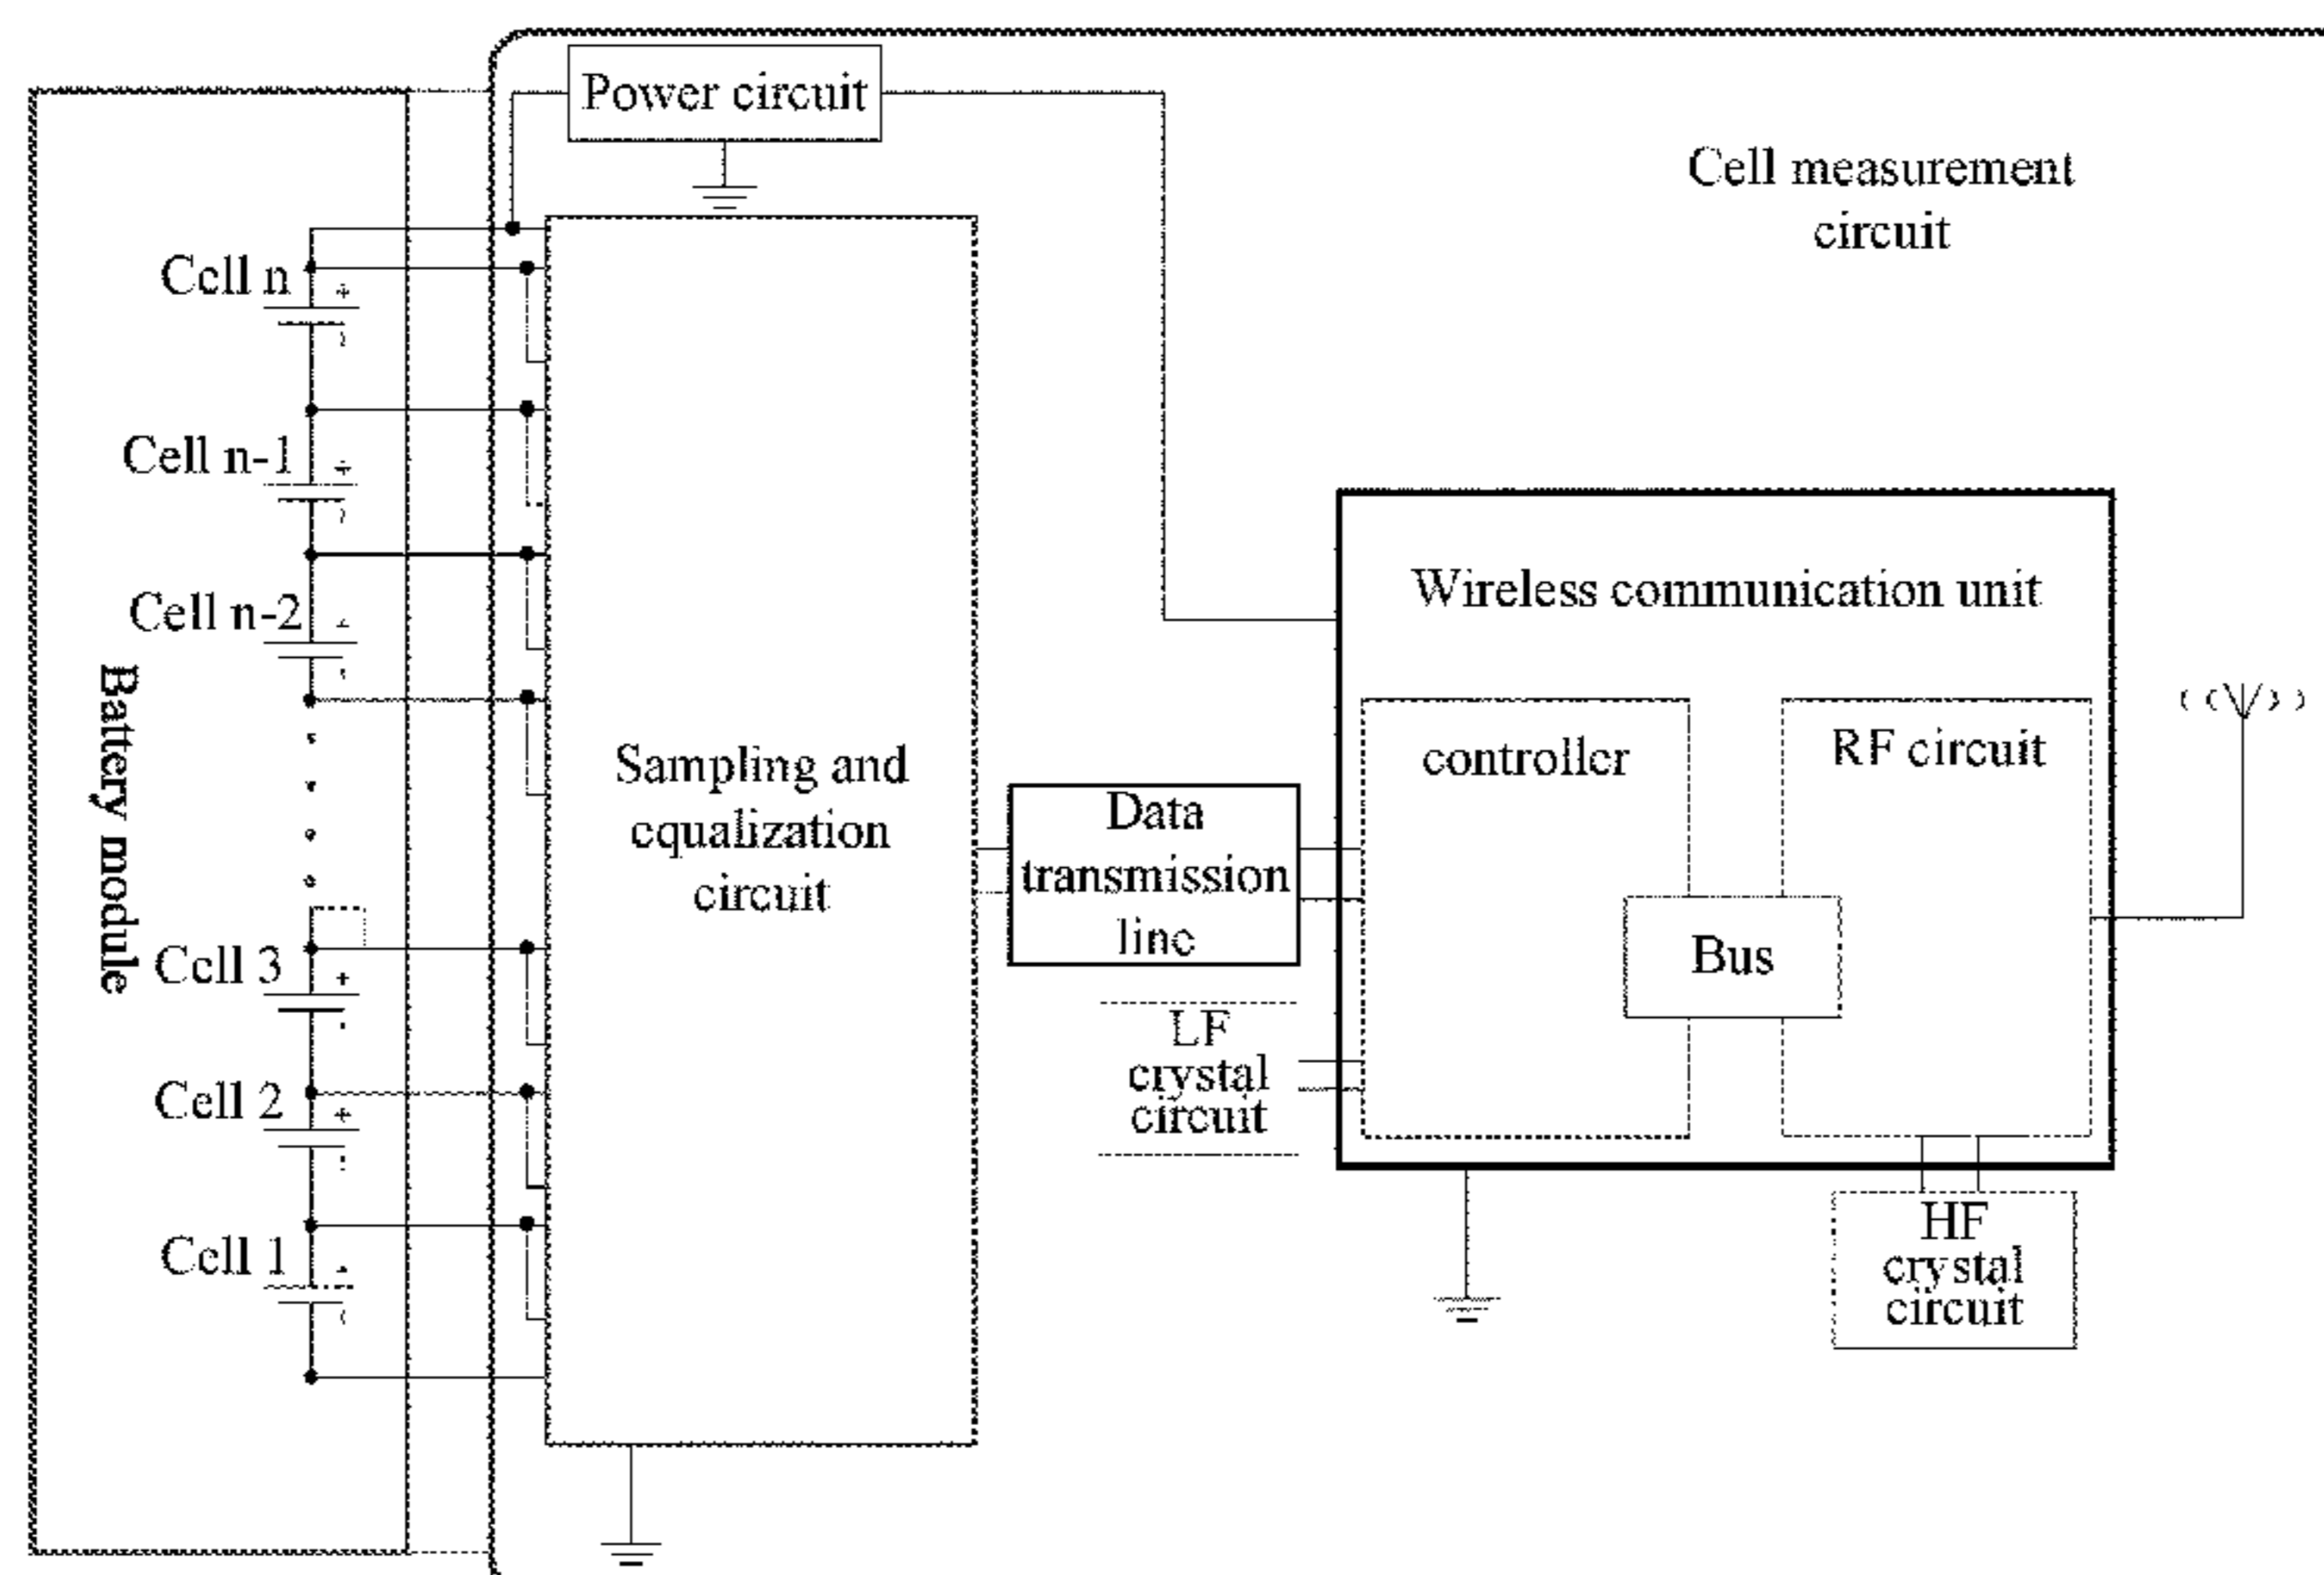 Power circuit
Cell measurement
circuit
Cell n
Cell n-1
Cell n-2
Battery module
Cell 3
Cell 2
Cell 1
Sampling and
equalization
circuit
Data
transmission
line
LF
crystal
circuit
Wireless communication unit
controller
RF circuit
Bus
HF
crystal
circuit